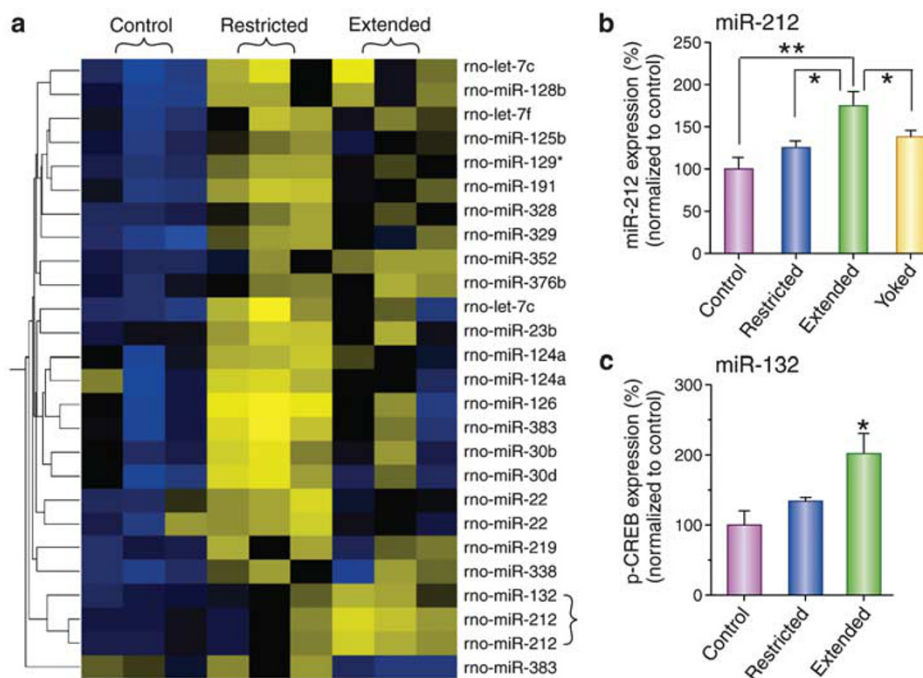 a
Control
Restricted
Extended
rno-let-7c
rno-miR-128b
rno-let-7f
rno-miR-125b
rno-miR-129*
rno-miR-191
rno-miR-328
rno-miR-329
rno-miR-352
rno-miR-376b
rno-let-7c
rno-miR-23b
rno-miR-124a
rno-miR-124a
rno-miR-126
rno-miR-383
rno-miR-30b
rno-miR-30d
rno-miR-22
rno-miR-22
rno-miR-219
rno-miR-338
rno-miR-132
rno-miR-212
rno-miR-212
rno-miR-383
b
miR-212
miR-212 expression (%)
(normalized to control)
250
200
150
100
50
0
**
*
*
Control
Restricted
Extended
Yoked
c
miR-132
p-CREB expression (%)
(normalized to control)
300
200
100
0
*
Control
Restricted
Extended